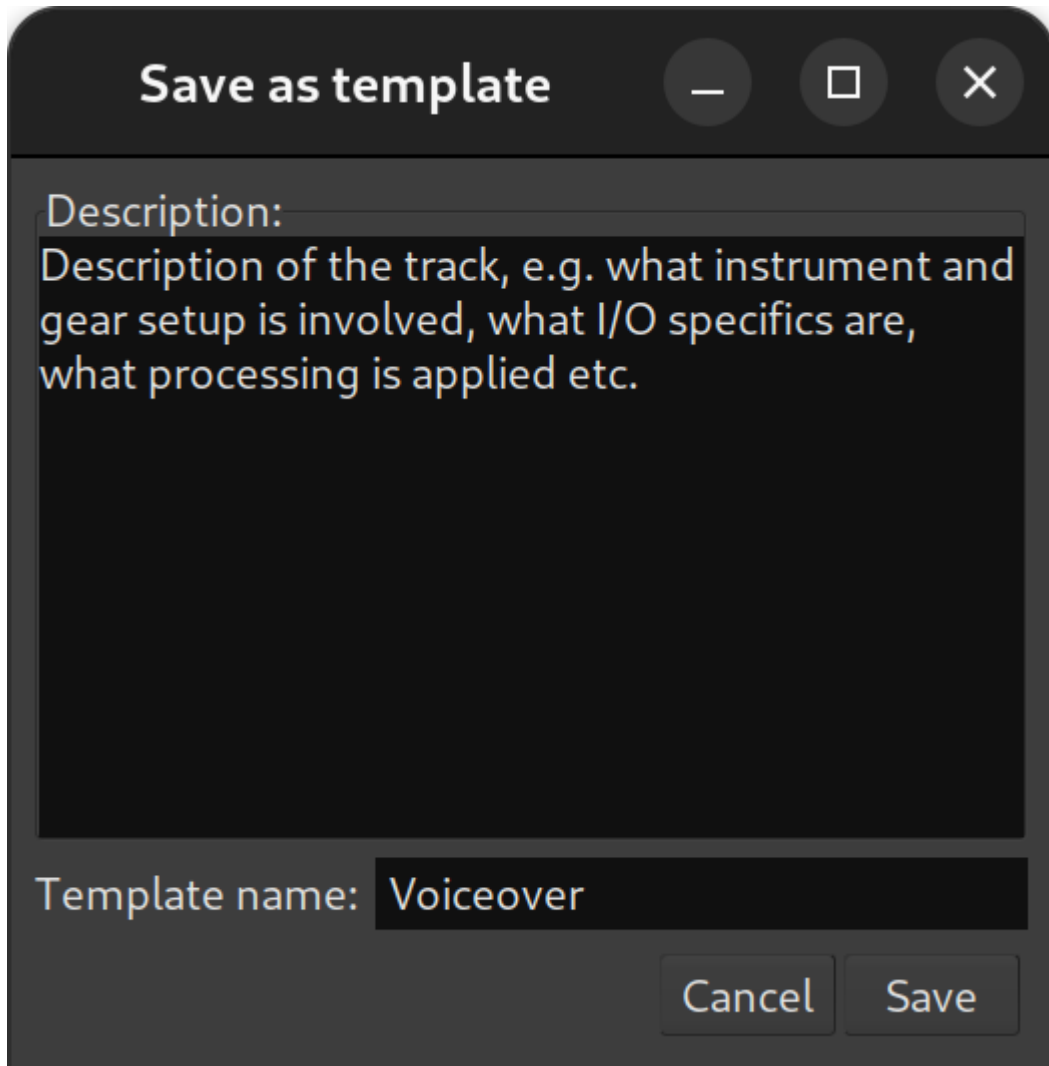 Save as template
Description:
Description of the track, e.g. what instrument and
gear setup is involved, what I/O specifics are,
what processing is applied etc.
Template name: Voiceover
Cancel Save